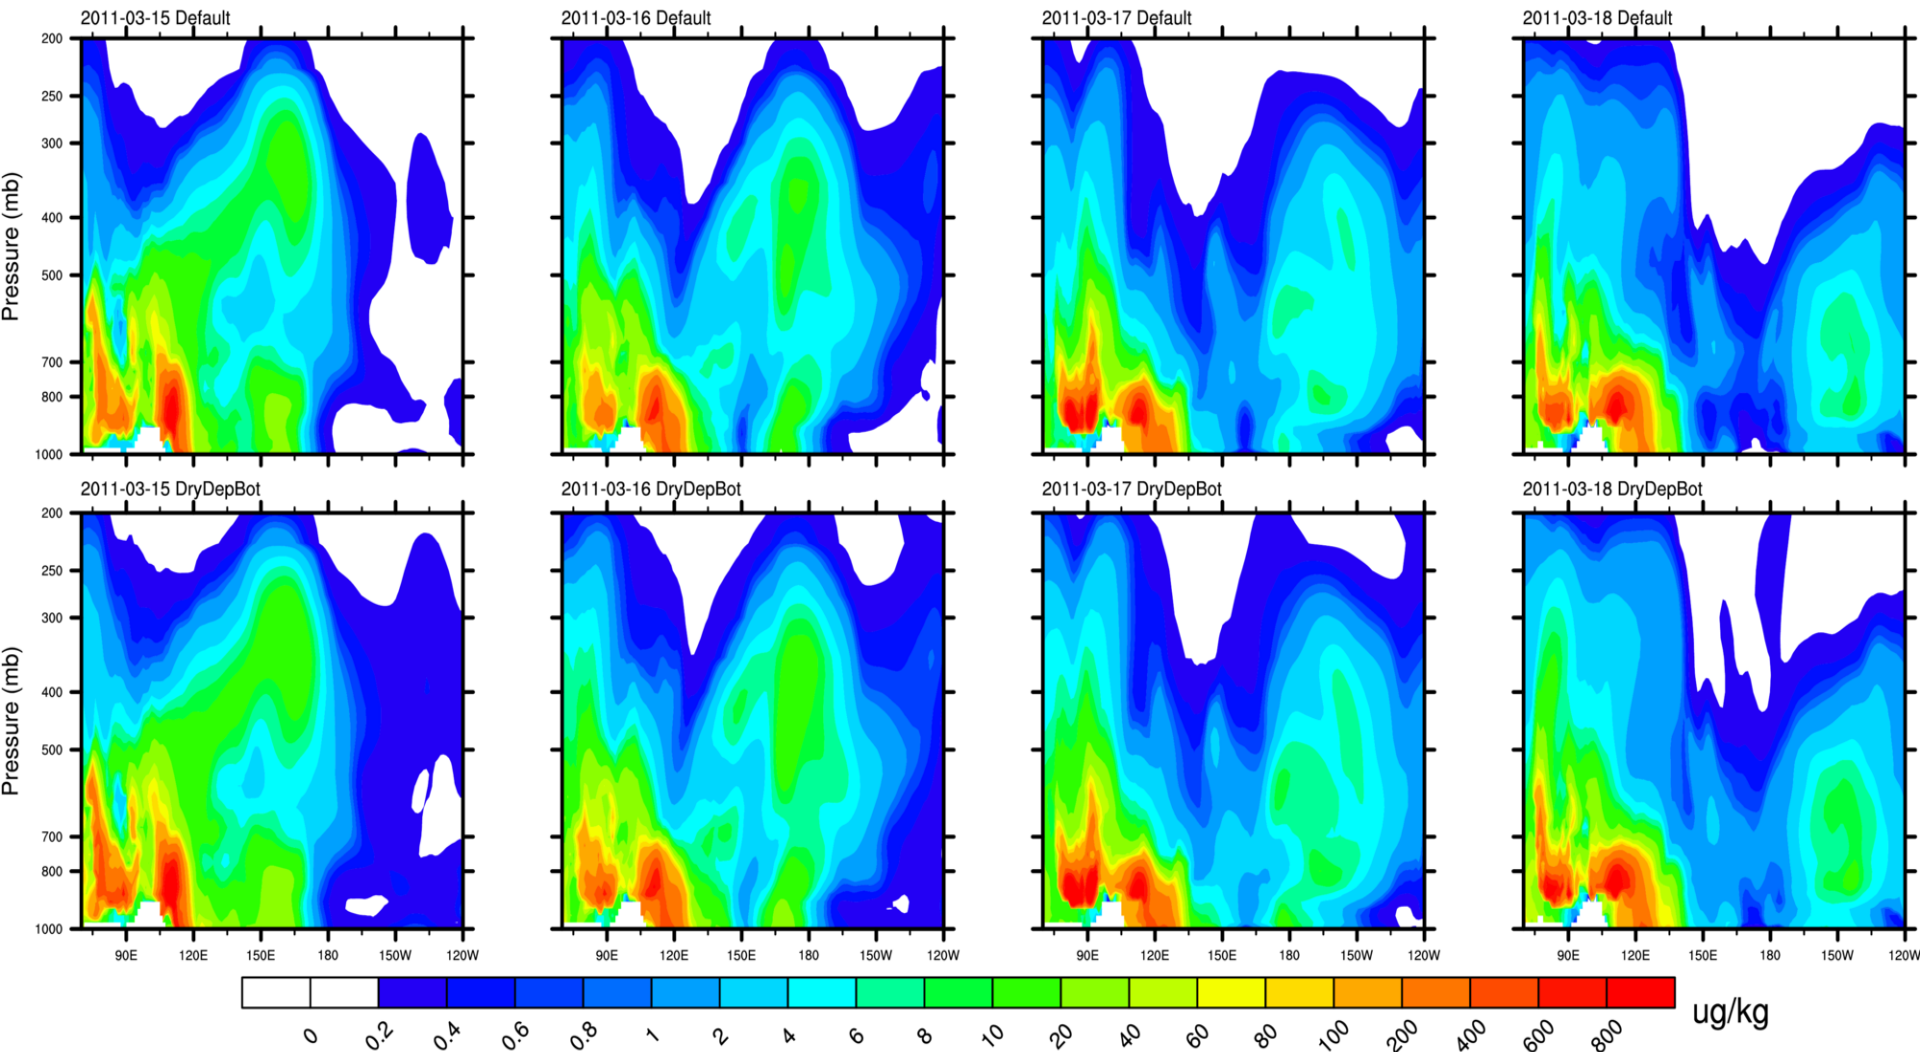 2011-03-15 Default
2011-03-16 Default
2011-03-17 Default
2011-03-18 Default
Pressure (mb)
200
250
300
400
500
700
800
1000
2011-03-15 DryDepBot
2011-03-16 DryDepBot
2011-03-17 DryDepBot
2011-03-18 DryDepBot
Pressure (mb)
200
250
300
400
500
700
800
1000
90E 120E 150E 180 150W 120W
90E 120E 150E 180 150W 120W
90E 120E 150E 180 150W 120W
90E 120E 150E 180 150W 120W
0 0.2 0.4 0.6 0.8 1 2 4 6 8 10 20 40 60 80 100 200 400 600 800
ug/kg